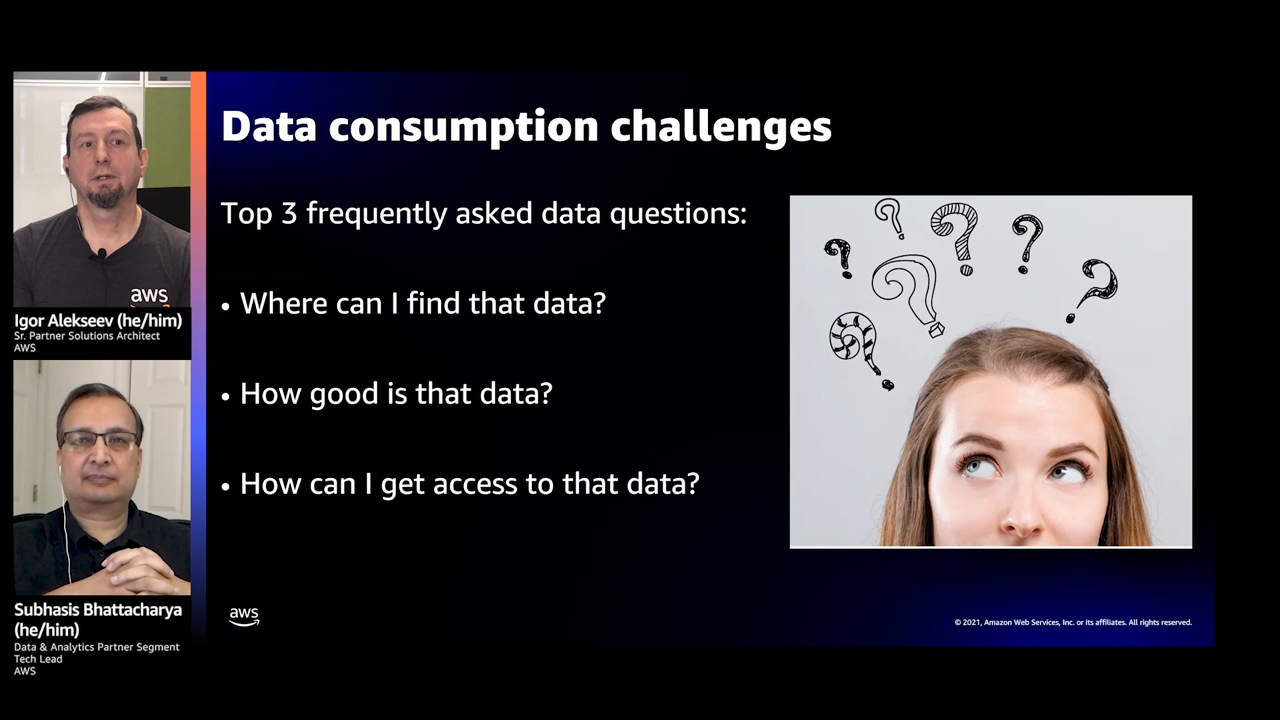 Data consumption challenges
Top 3 frequently asked data questions:
• Where can I find that data?
• How good is that data?
• How can I get access to that data?
aws
Igor Alekseev (he/him)
Sr. Partner Solutions Architect
AWS
Subhasis Bhattacharya
(he/him)
Data & Analytics Partner Segment
Tech Lead
AWS
aws
© 2021, Amazon Web Services, Inc. or its affiliates. All rights reserved.